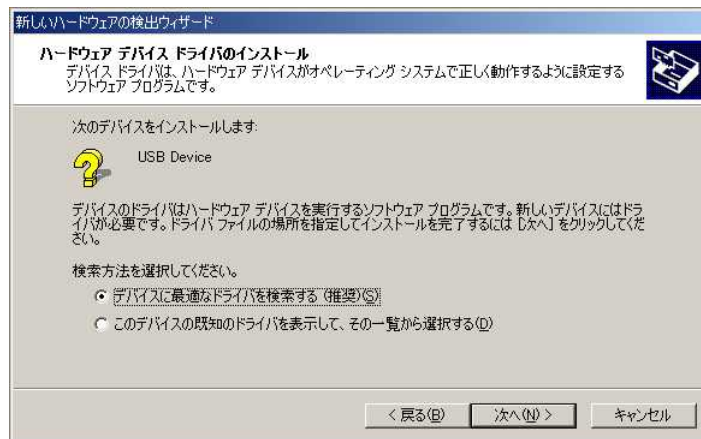 新しいハードウェアの検出ウィザード
ハードウェア デバイス ドライバのインストール
デバイス ドライバは、ハードウェア デバイスがオペレーティング システムで正しく動作するように設定する
ソフトウェア プログラムです。
次のデバイスをインストールします:
USB Device
デバイスのドライバはハードウェア デバイスを実行するソフトウェア プログラムです。新しいデバイスにはドラ
イバが必要です。ドライバ ファイルの場所を指定してインストールを完了するには [次へ] をクリックしてくだ
さい。
検索方法を選択してください。
デバイスに最適なドライバを検索する (推奨)(S)
このデバイスの既知のドライバを表示して、その一覧から選択する(D)
< 戻る(B)
次へ(N) >
キャンセル